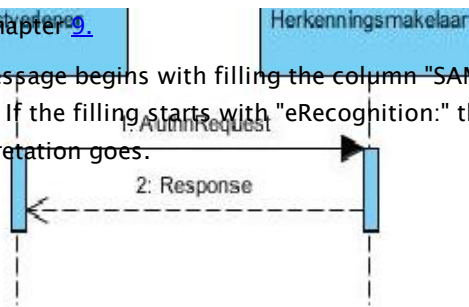 hapter 9.
Herkenningsmakelaar
essage begins with filling the column "SAM
If the filling starts with "eRecognition:" th
1: AuthnRequest
retation goes.
2: Response